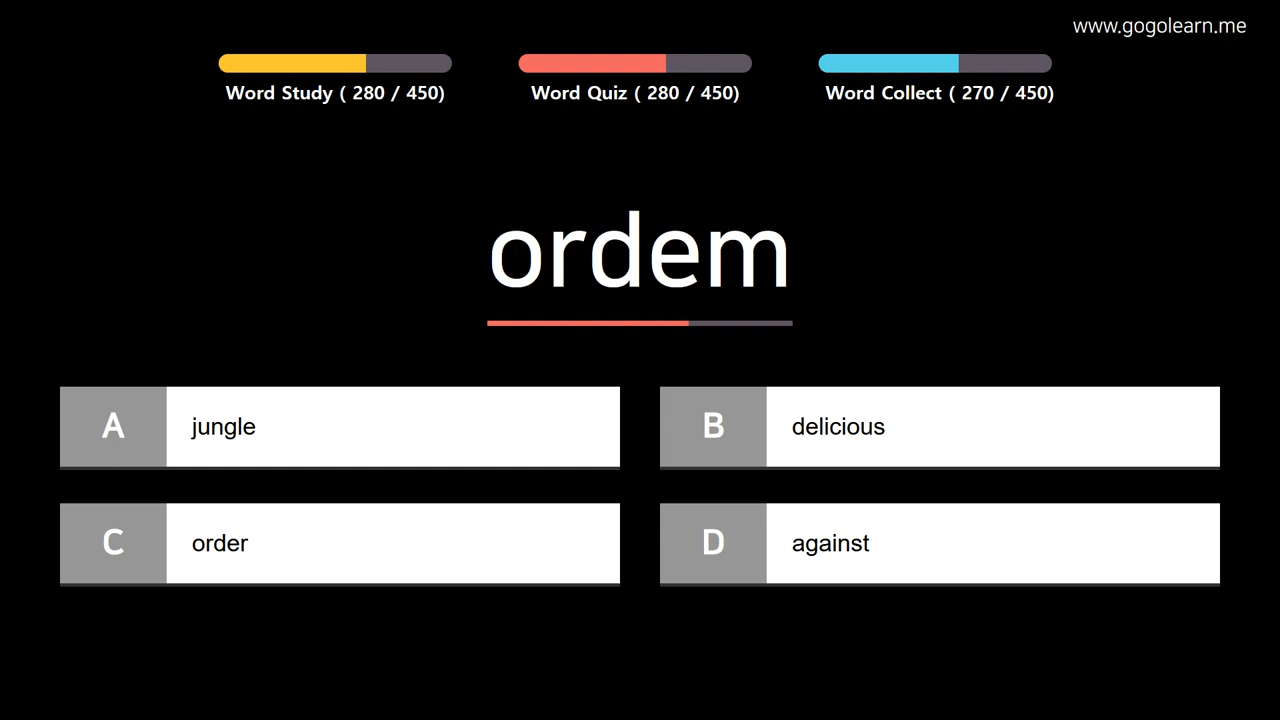 www.gogolearn.me
Word Study ( 280 / 450)
Word Quiz ( 280 / 450)
Word Collect ( 270 / 450)
ordem
A jungle
B delicious
C order
D against